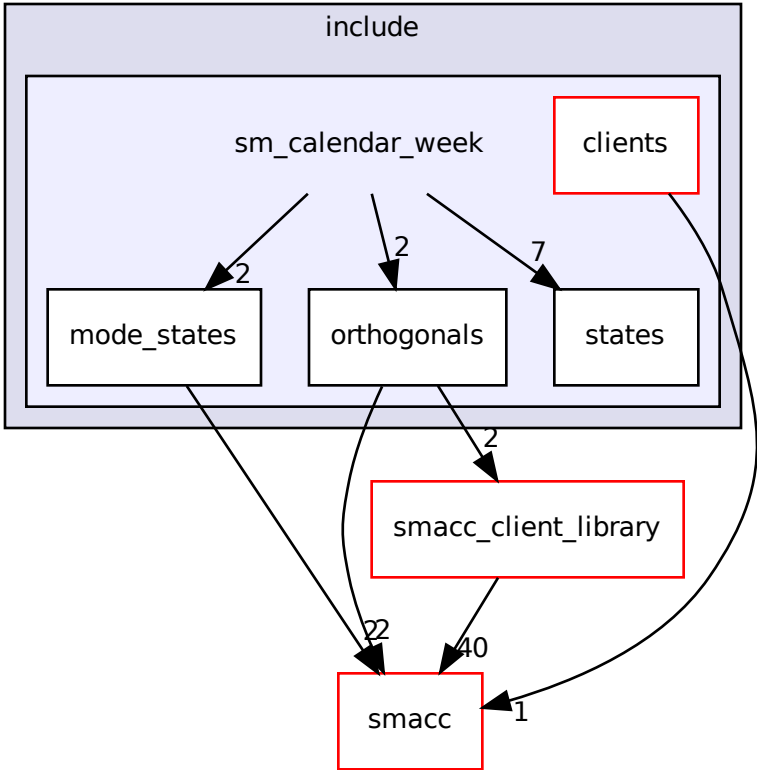 include
sm_calendar_week
clients
2
2
7
mode_states
orthogonals
states
2
smacc_client_library
2
2
40
smacc
1